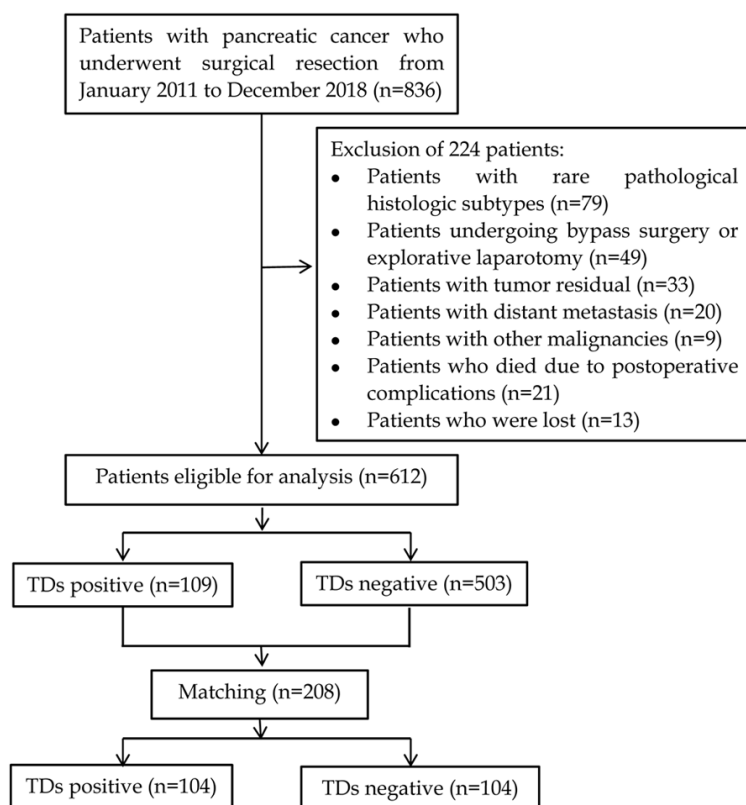 Patients with pancreatic cancer who
underwent surgical resection from
January 2011 to December 2018 (n=836)
Exclusion of 224 patients:
• Patients with rare pathological
histologic subtypes (n=79)
• Patients undergoing bypass surgery or
explorative laparotomy (n=49)
• Patients with tumor residual (n=33)
• Patients with distant metastasis (n=20)
• Patients with other malignancies (n=9)
• Patients who died due to postoperative
complications (n=21)
• Patients who were lost (n=13)
Patients eligible for analysis (n=612)
TDs positive (n=109)
TDs negative (n=503)
Matching (n=208)
TDs positive (n=104)
TDs negative (n=104)